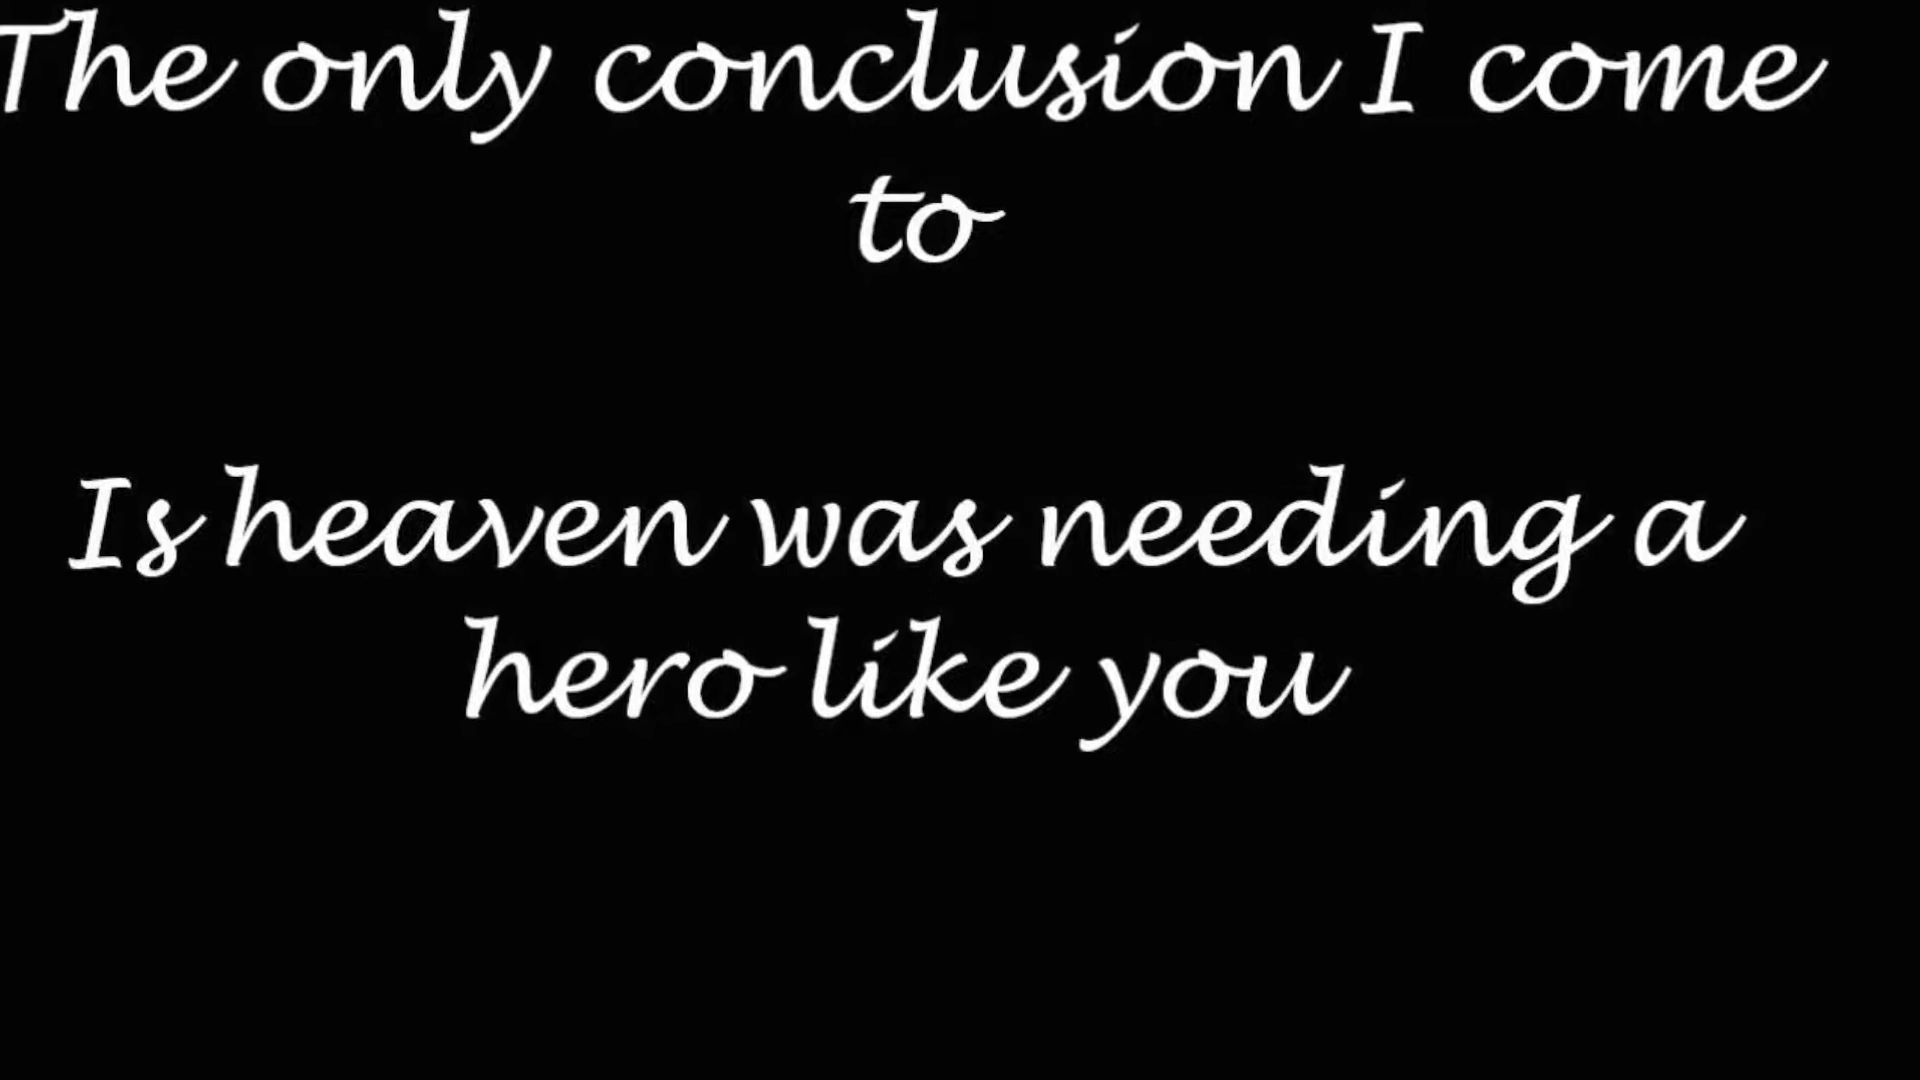 The only conclusion I come
to
Is heaven was needing a
hero like you